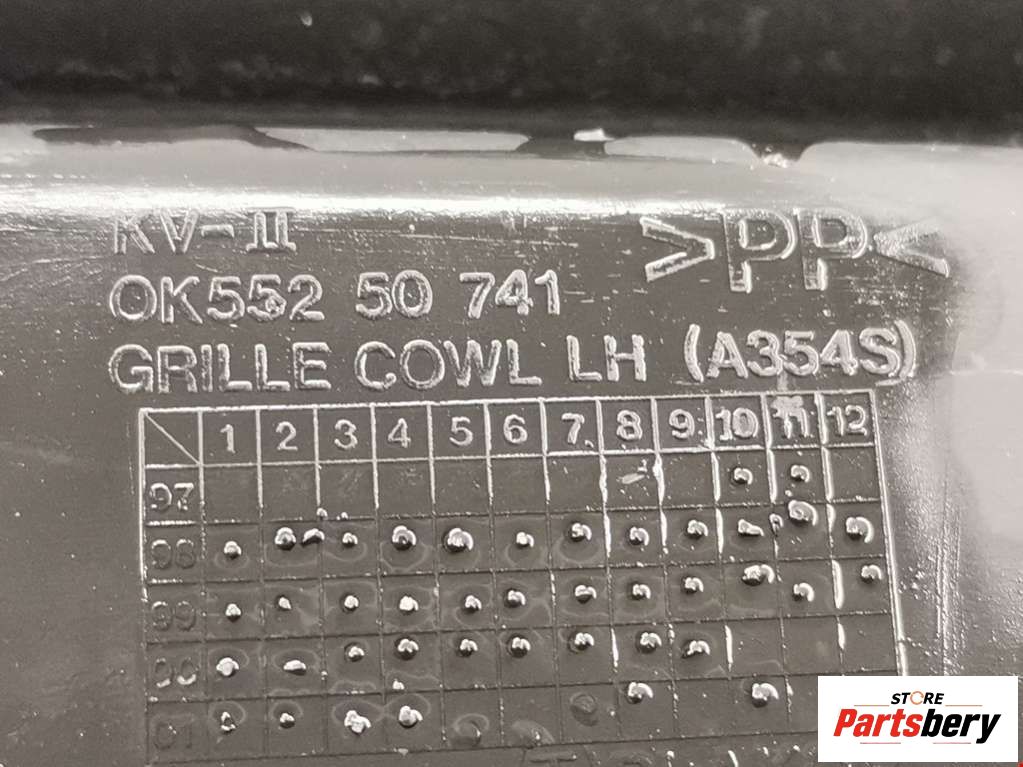 KV-II
>PP<
OK552 50 741
GRILLE COWL LH (A354S)
1 2 3 4 5 6 7 8 9 10 11 12
97
98
99
00
01
STORE
Partsbery